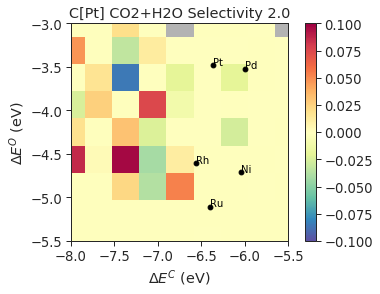 C[Pt] CO2+H2O Selectivity 2.0
−3.0
−3.5
−4.0
−4.5
−5.0
−5.5
ΔE^O (eV)
−8.0 −7.5 −7.0 −6.5 −6.0 −5.5
ΔE^C (eV)
Pt
Pd
Rh
Ni
Ru
0.100
0.075
0.050
0.025
0.000
−0.025
−0.050
−0.075
−0.100